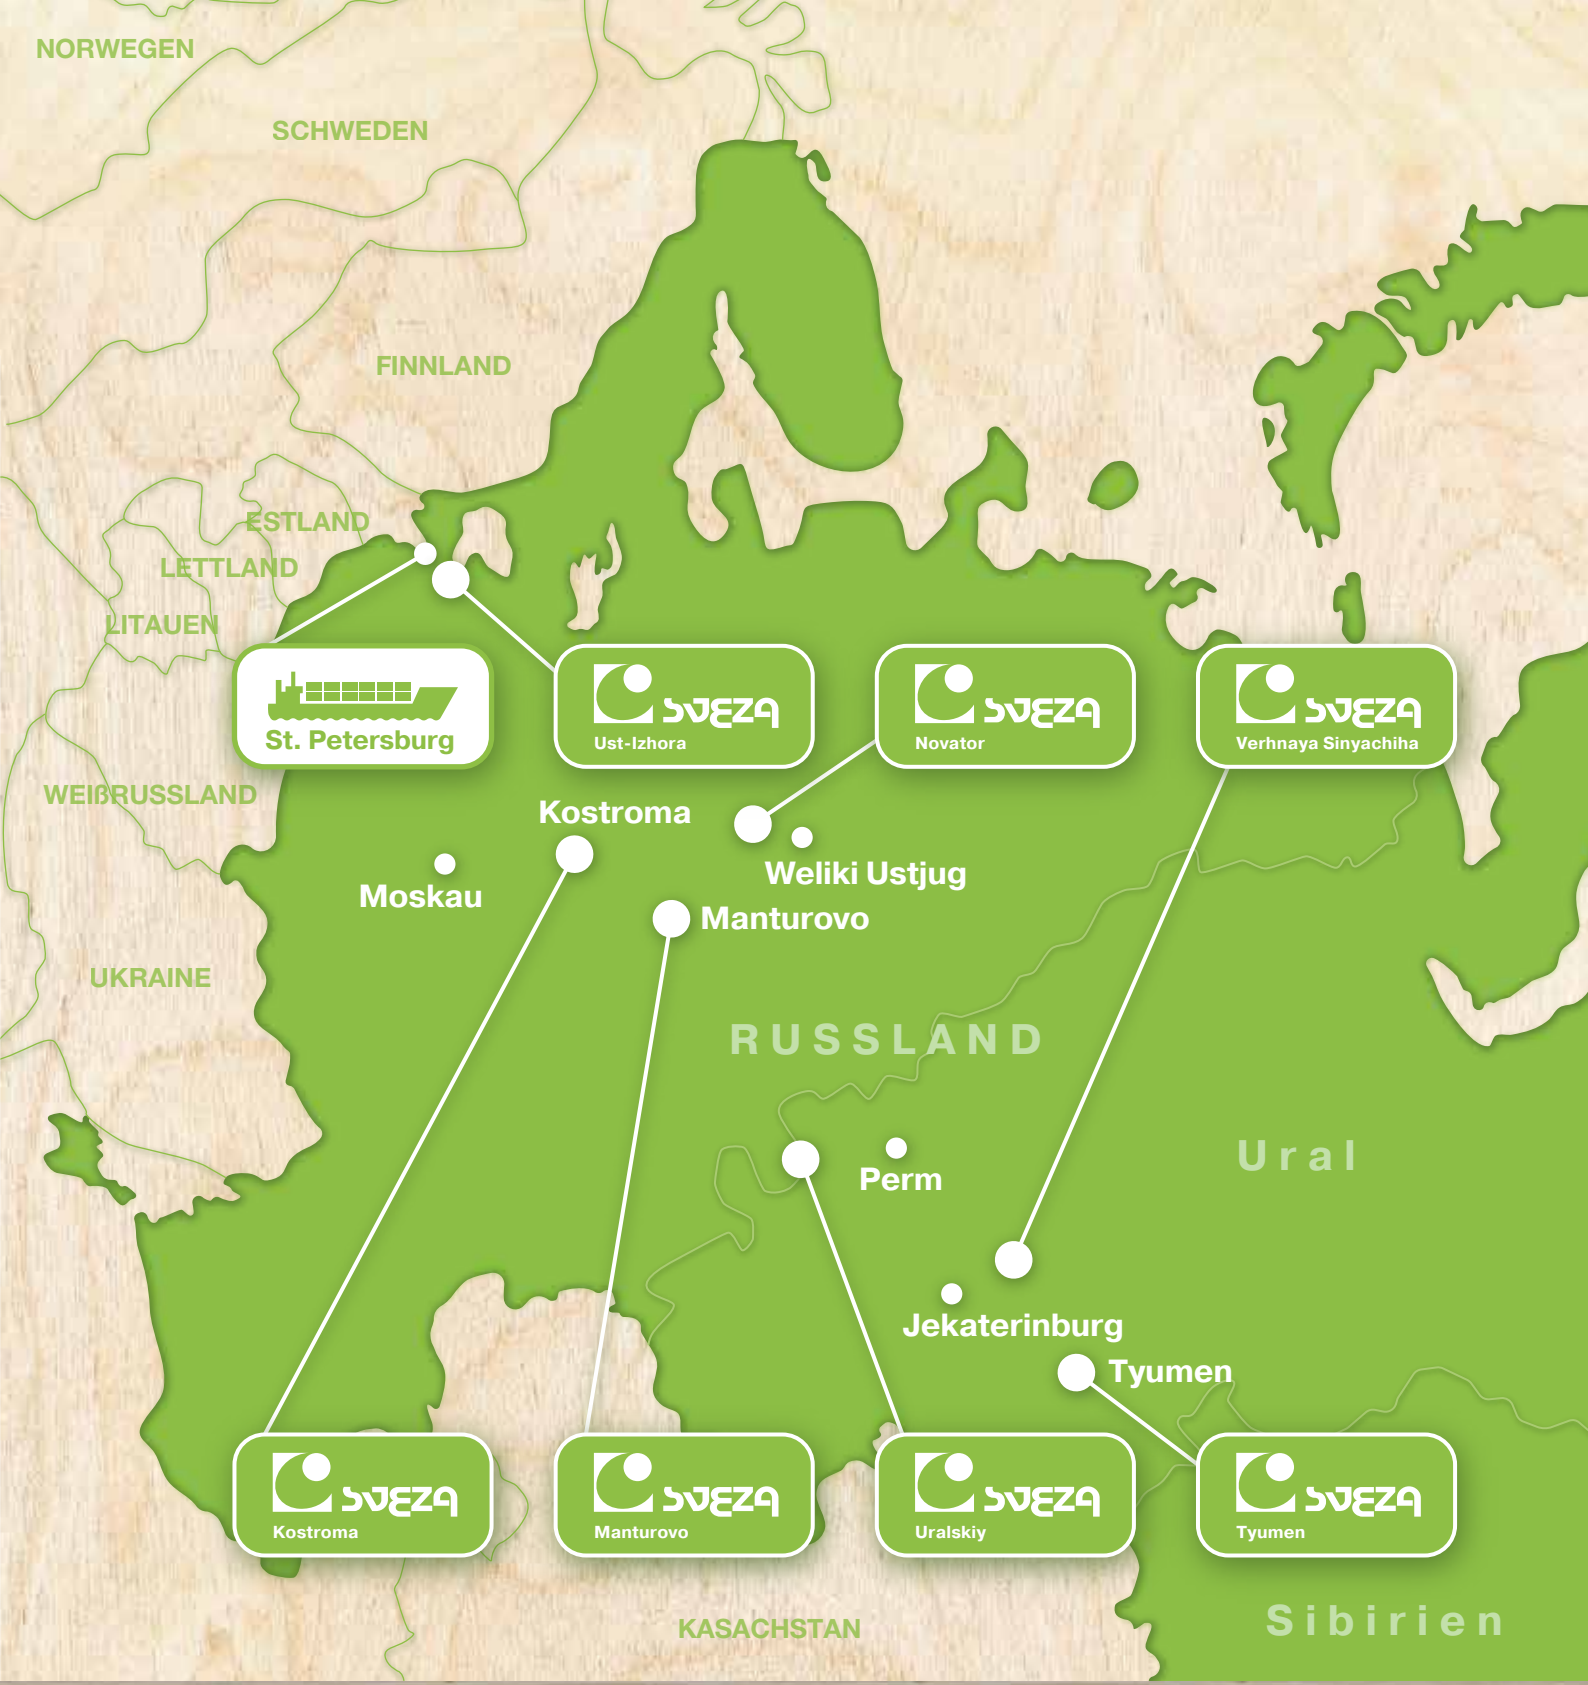 NORWEGEN
SCHWEDEN
FINNLAND
ESTLAND
LETTLAND
LITAUEN
St. Petersburg
SVEZA
Ust-Izhora
SVEZA
Novator
SVEZA
Verhnaya Sinyachiha
WEIßRUSSLAND
Kostroma
Moskau
Weliki Ustjug
Manturovo
UKRAINE
RUSSLAND
Ural
Perm
Jekaterinburg
Tyumen
SVEZA
Kostroma
SVEZA
Manturovo
SVEZA
Uralskiy
SVEZA
Tyumen
KASACHSTAN
Sibirien